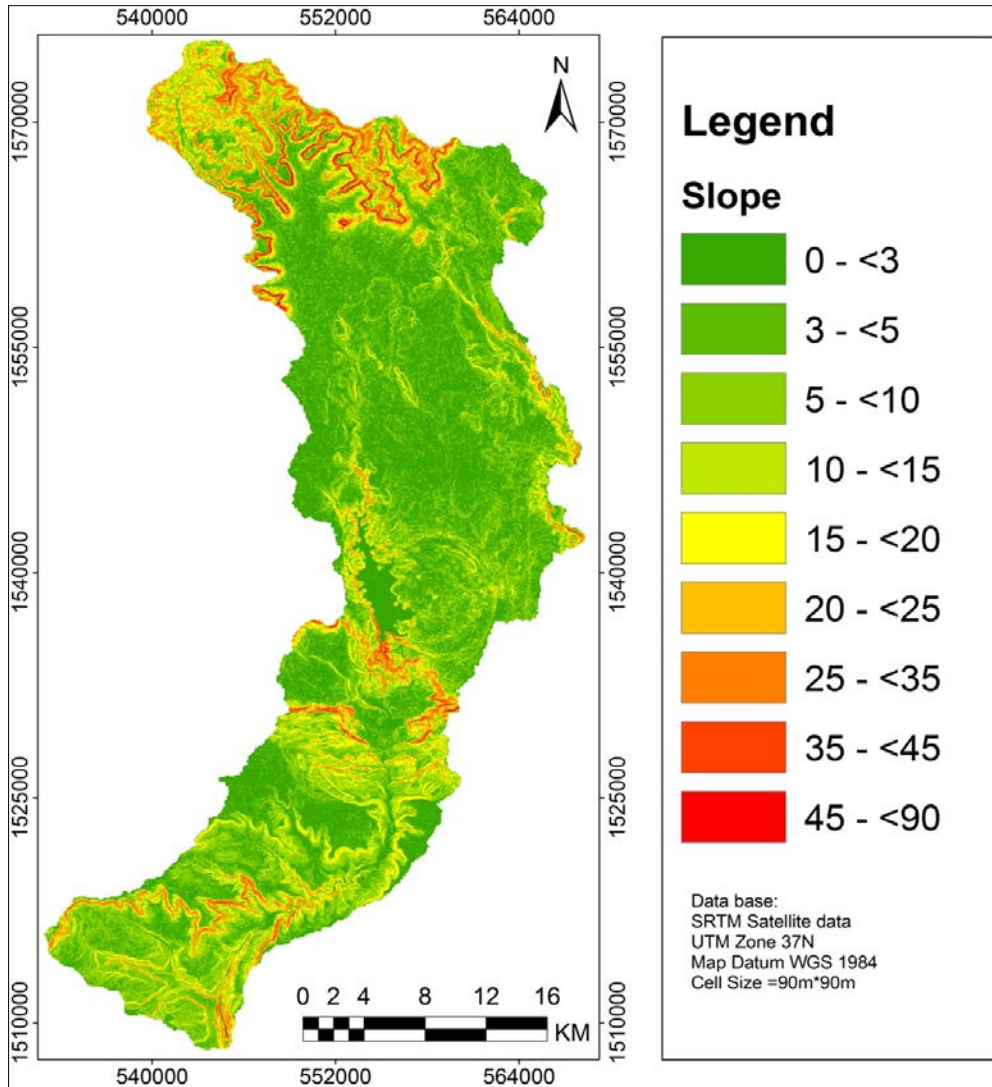 540000 552000 564000
N
1570000 1570000
1555000 1555000
1540000 1540000
1525000 1525000
1510000 1510000
0 2 4 8 12 16
KM
540000 552000 564000
Legend
Slope
0 - <3
3 - <5
5 - <10
10 - <15
15 - <20
20 - <25
25 - <35
35 - <45
45 - <90
Data base:
SRTM Satellite data
UTM Zone 37N
Map Datum WGS 1984
Cell Size =90m*90m